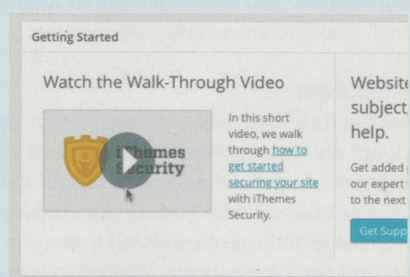 Getting Started
Watch the Walk-Through Video
iThemes
Security
In this short
video, we walk
through how to
get started
securing your site
with iThemes
Security.
Website
subject
help.
Get added
our expert
to the next
Get Supp